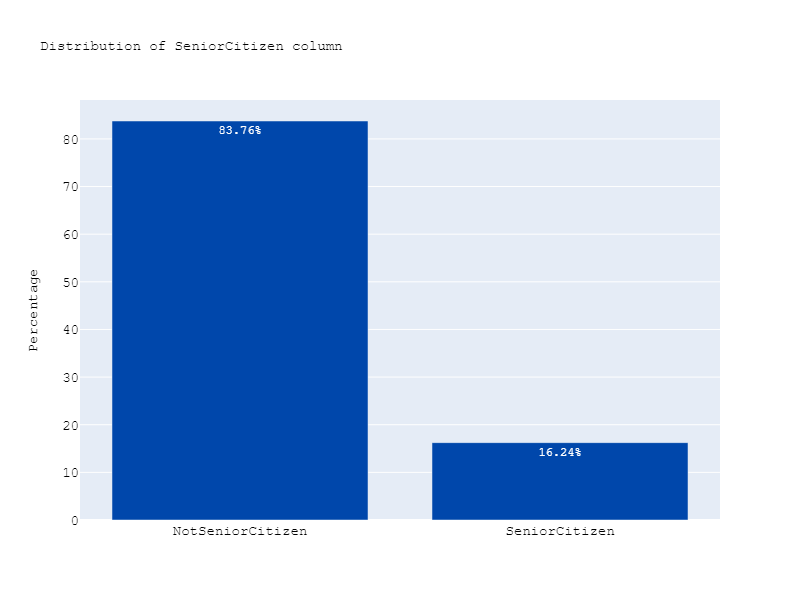 Distribution of SeniorCitizen column
Percentage
80
70
60
50
40
30
20
10
0
83.76%
16.24%
NotSeniorCitizen
SeniorCitizen